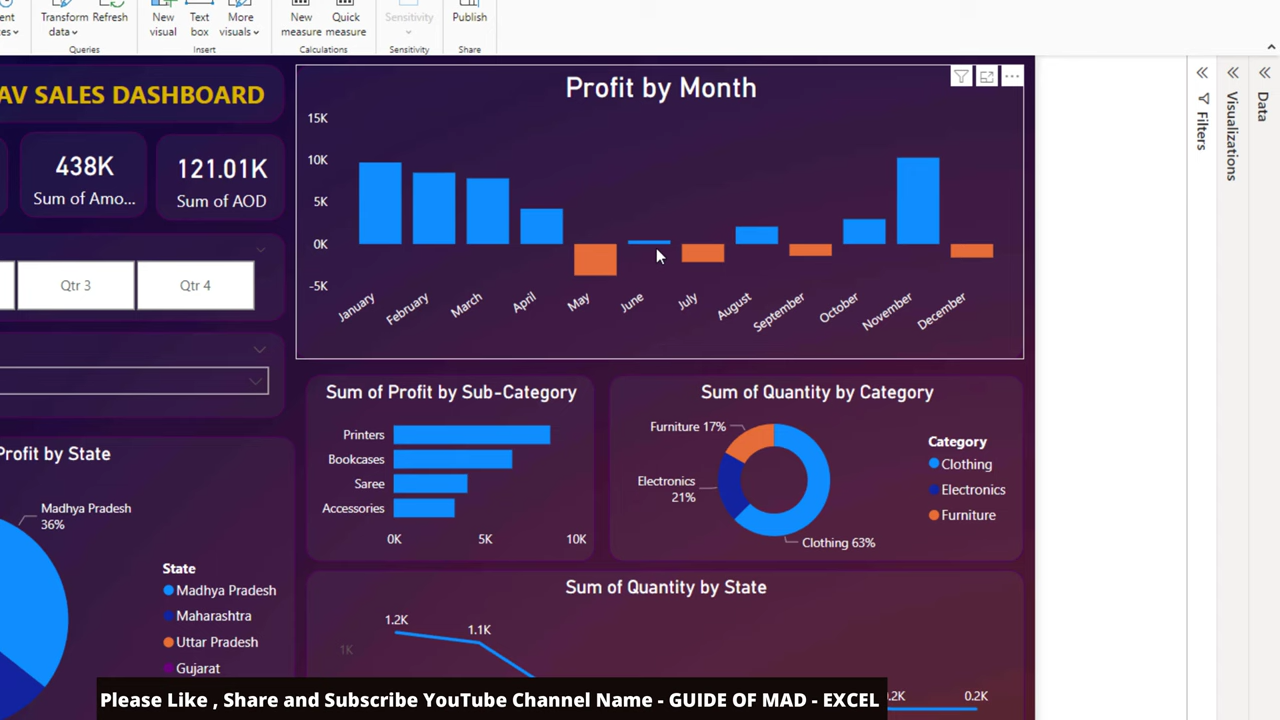 Transform
data
Refresh
New
visual
Text
box
More
visuals
New
measure
Quick
measure
Sensitivity
Publish
Queries
Insert
Calculations
Sensitivity
Share
AV SALES DASHBOARD
438K
Sum of Amo...
121.01K
Sum of AOD
Qtr 3
Qtr 4
Profit by Month
15K
10K
5K
0K
-5K
January
February
March
April
May
June
July
August
September
October
November
December
Filters
Visualizations
Data
Profit by State
Madhya Pradesh
36%
State
Madhya Pradesh
Maharashtra
Uttar Pradesh
Gujarat
Sum of Profit by Sub-Category
Printers
Bookcases
Saree
Accessories
0K
5K
10K
Sum of Quantity by Category
Furniture 17%
Electronics
21%
Clothing 63%
Category
Clothing
Electronics
Furniture
Sum of Quantity by State
1.2K
1.1K
1K
0.2K
0.2K
Please Like , Share and Subscribe YouTube Channel Name - GUIDE OF MAD - EXCEL